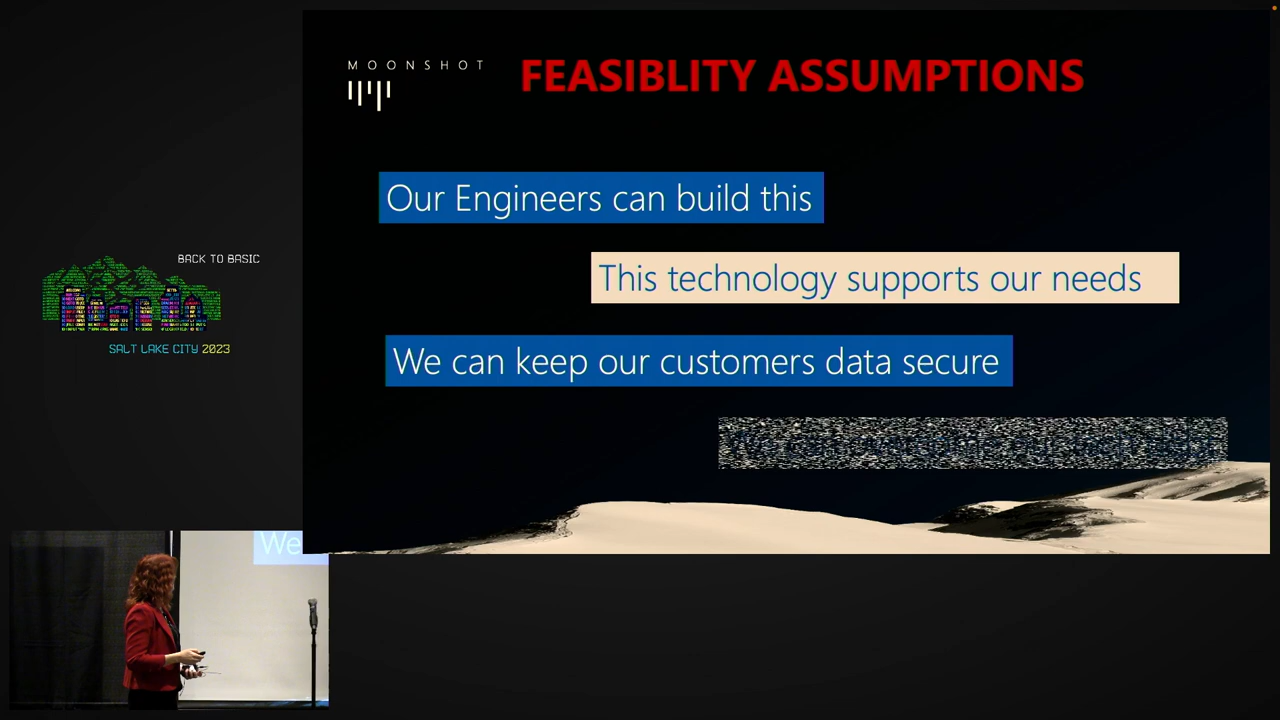 MOONSHOT
FEASIBLITY ASSUMPTIONS
Our Engineers can build this
This technology supports our needs
We can keep our customers data secure
BACK TO BASIC
SALT LAKE CITY 2023
We